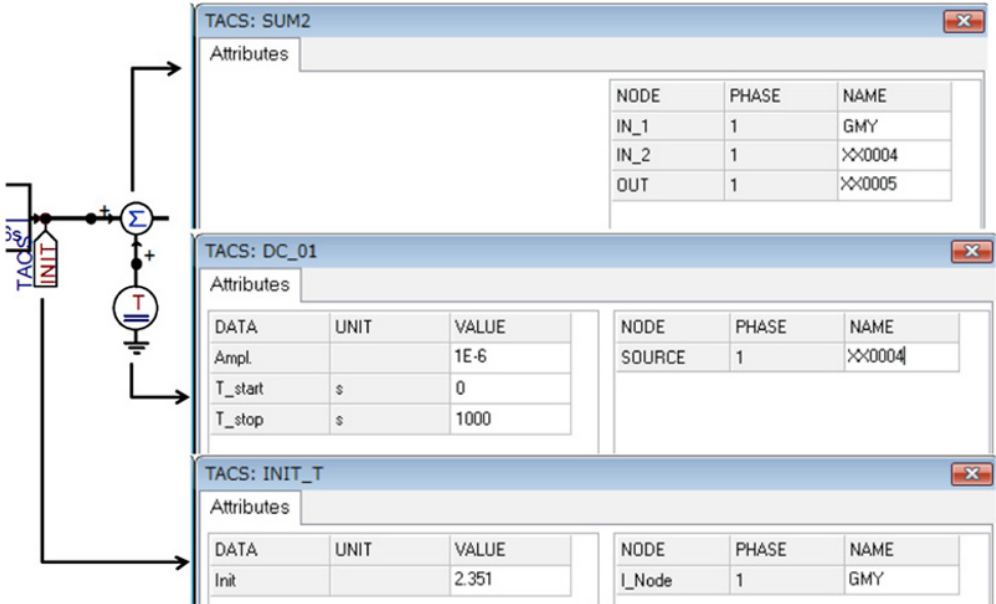 TACS: SUM2
Attributes
NODE PHASE NAME
IN_1 1 GMY
IN_2 1 XX0004
OUT 1 XX0005
+
Σ
6s
TACS
INIT
+
T
TACS: DC_01
Attributes
DATA UNIT VALUE
Ampl. 1E-6
T_start s 0
T_stop s 1000
NODE PHASE NAME
SOURCE 1 XX0004
TACS: INIT_T
Attributes
DATA UNIT VALUE
Init 2.351
NODE PHASE NAME
I_Node 1 GMY